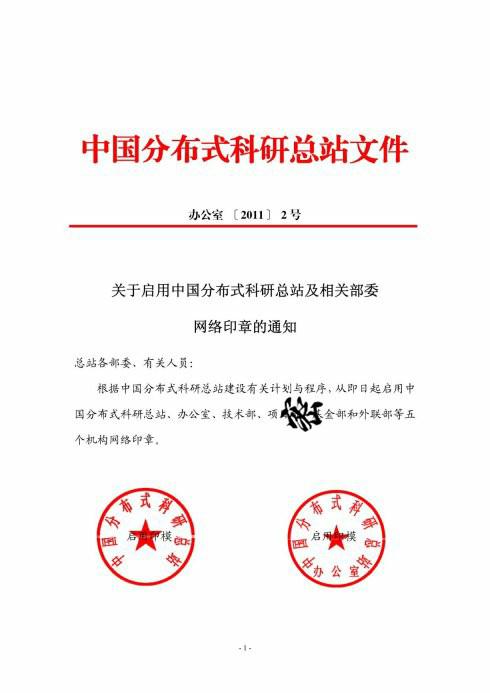 中国分布式科研总站文件
办公室 〔2011〕 2号
关于启用中国分布式科研总站及相关部委
网络印章的通知
总站各部委、有关人员：
根据中国分布式科研总站建设有关计划与程序，从即日起启用中
国分布式科研总站、办公室、技术部、项 基金部和外联部等五
个机构网络印章。
中国分布式科研总站
启用印模
中国分布式科研总站
启用印模
办公室
- 1 -